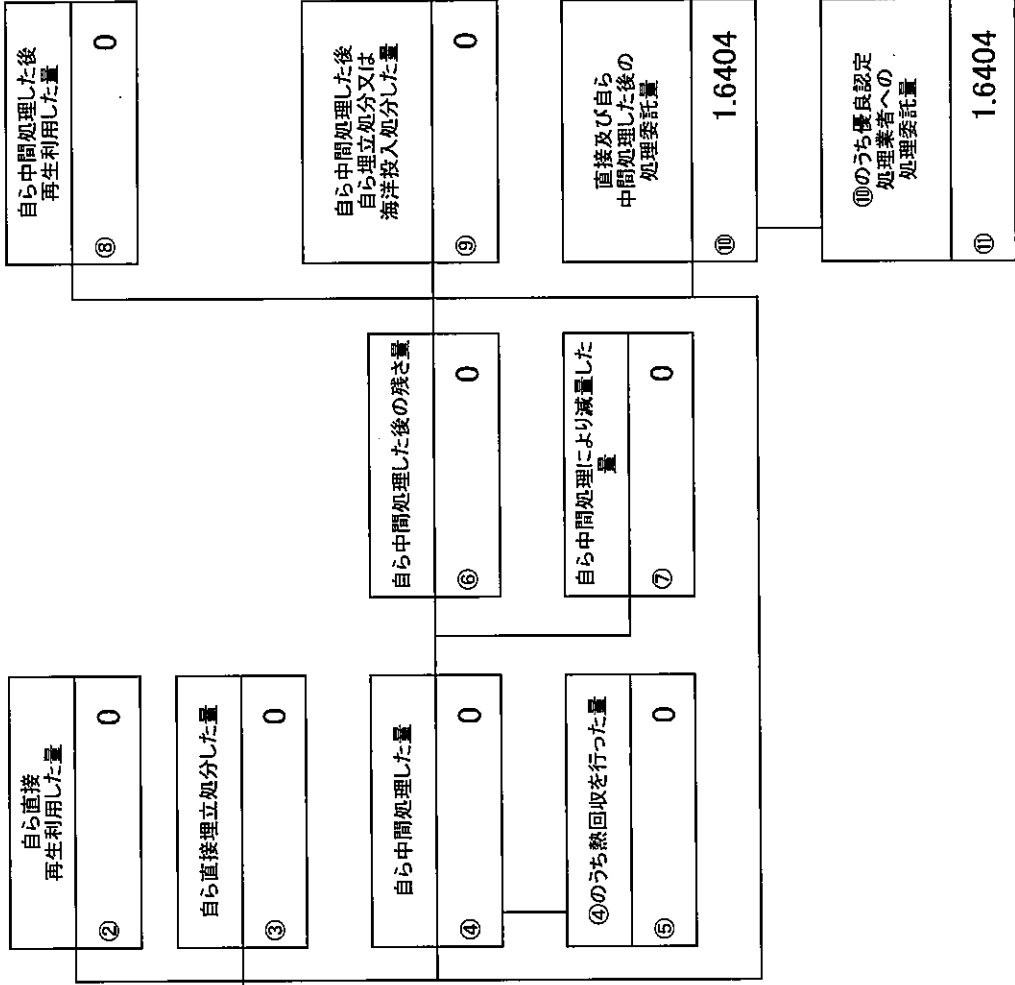 自ら直接
再生利用した量
② 0
自ら直接埋立処分した量
③ 0
自ら中間処理した量
④ 0
④のうち熱回収を行った量
⑤ 0
自ら中間処理した後の残さ量
⑥ 0
自ら中間処理により減量した
量
⑦ 0
自ら中間処理した後
再生利用した量
⑧ 0
自ら中間処理した後
自ら埋立処分又は
海洋投入処分した量
⑨ 0
直接及び自ら
中間処理した後の
処理委託量
⑩ 1.6404
⑩のうち優良認定
処理業者への
処理委託量
⑪ 1.6404